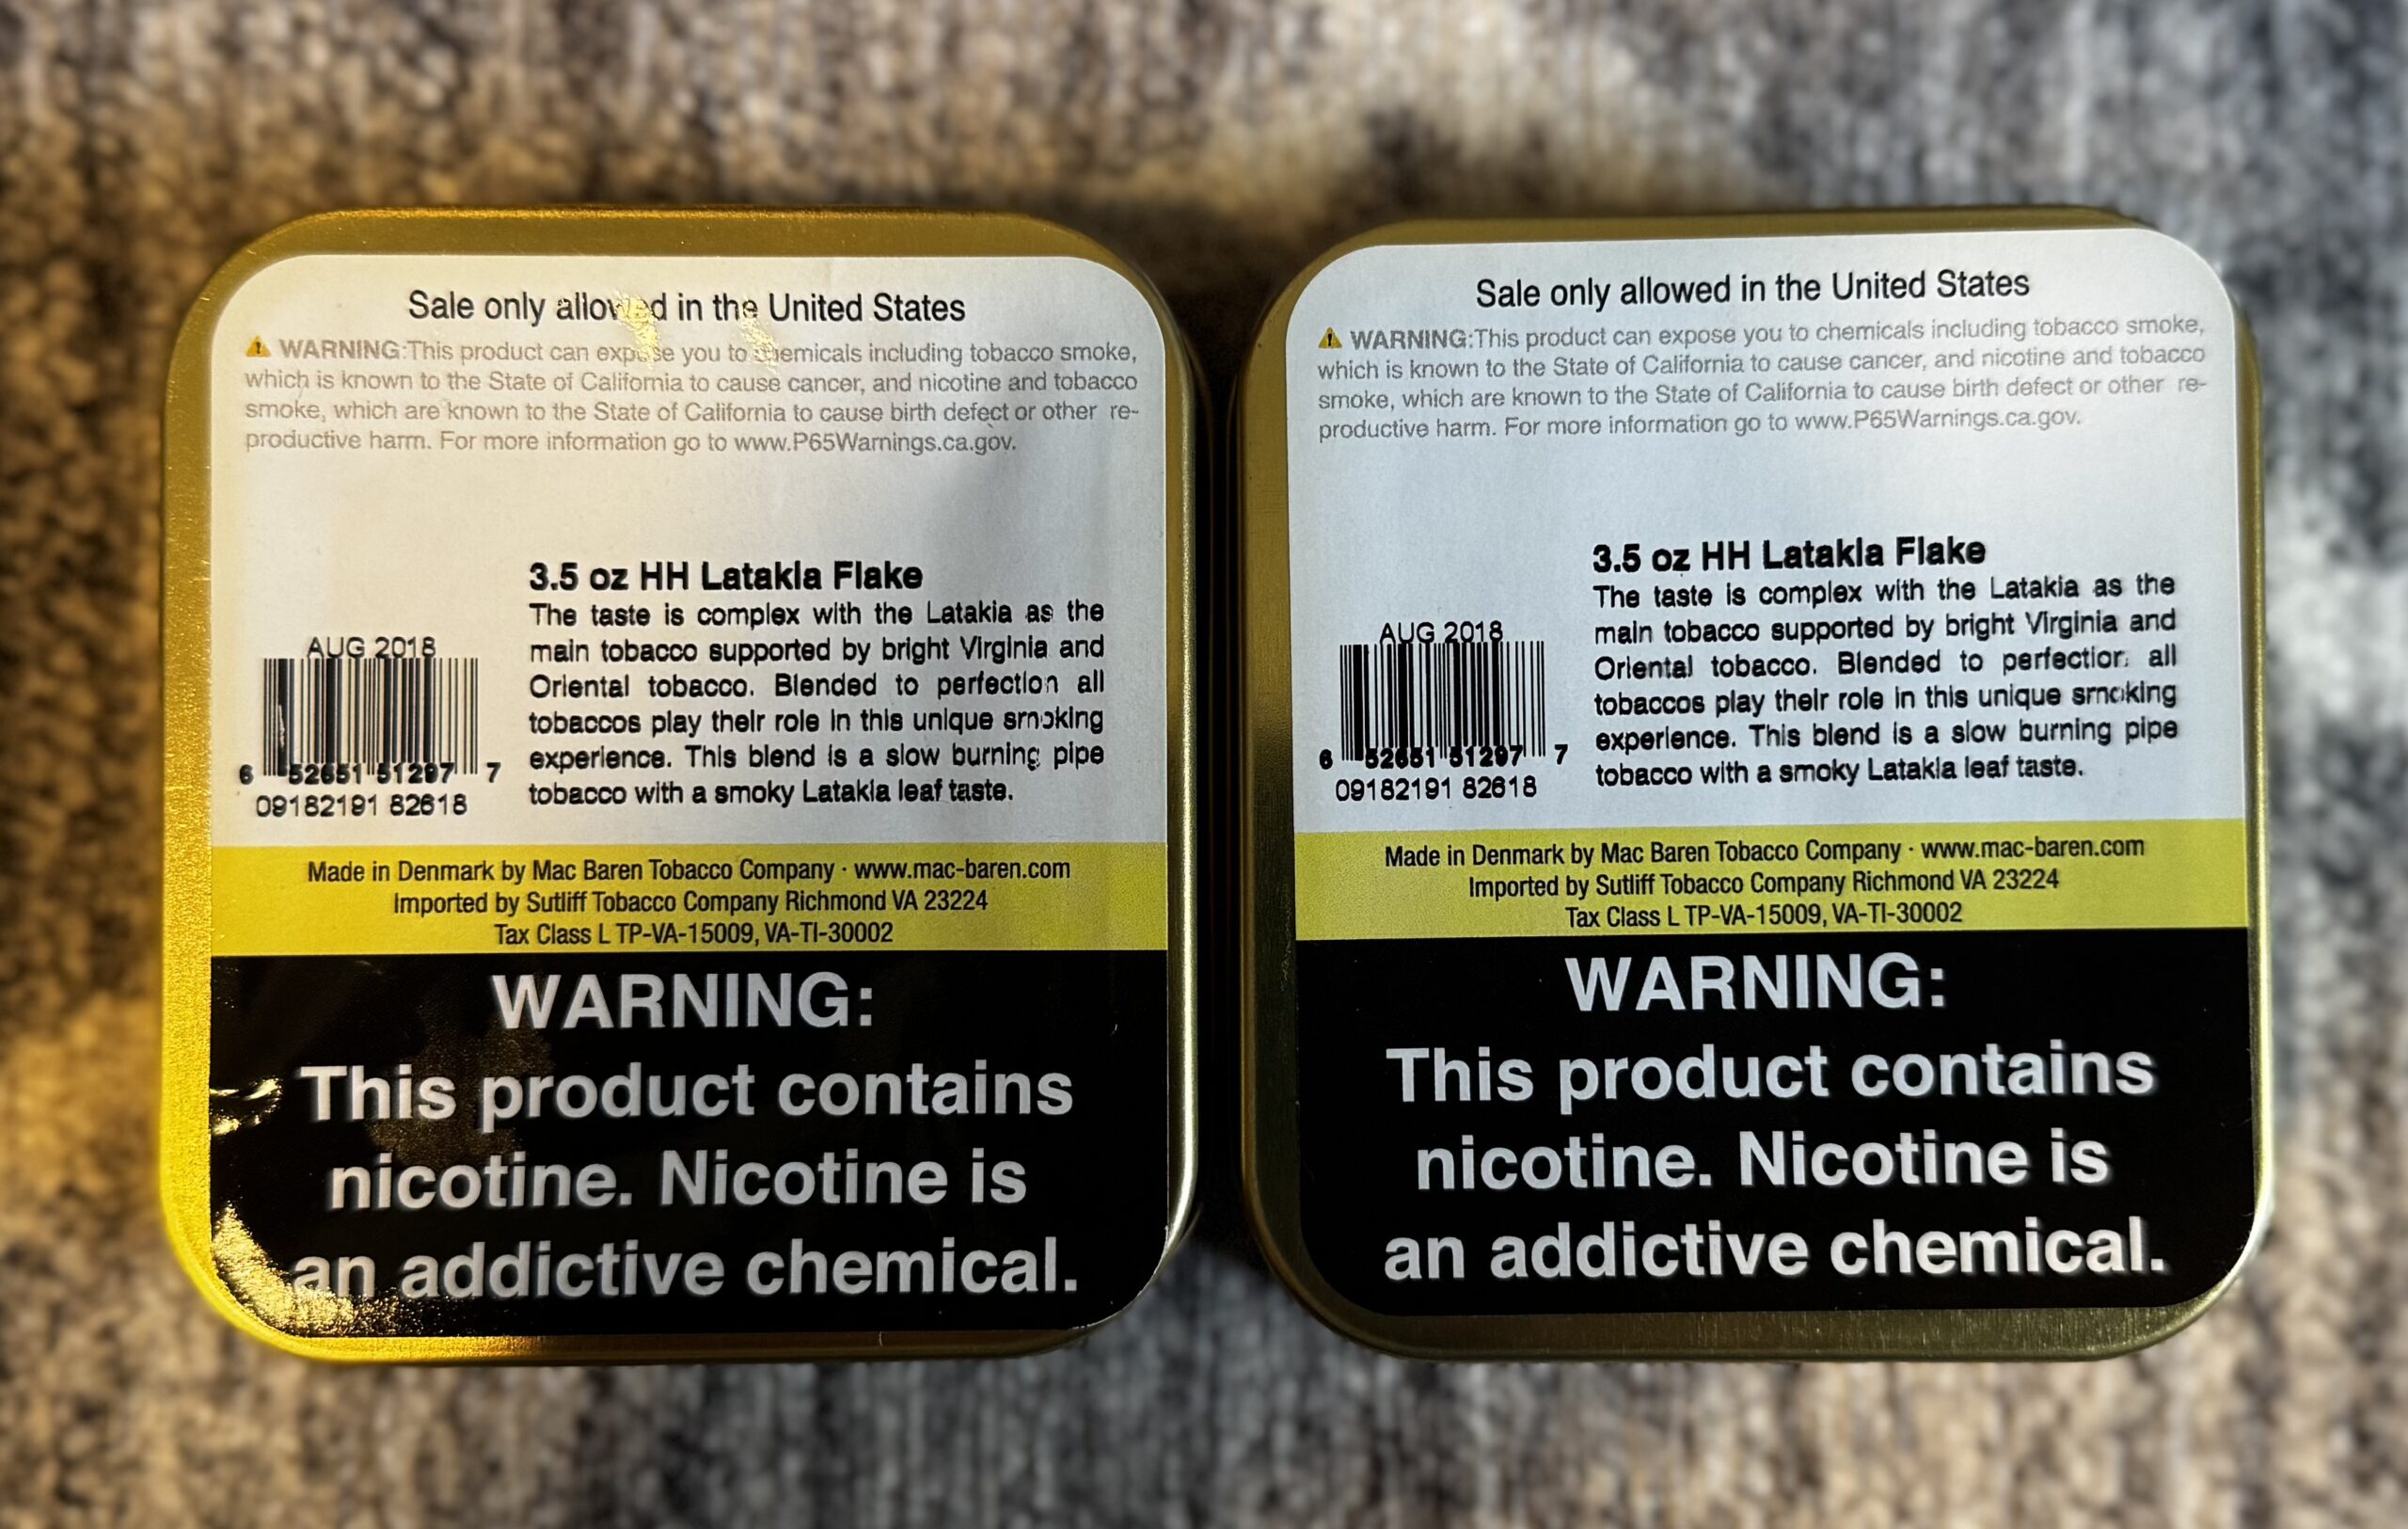 Sale only allowed in the United States
⚠ WARNING:This product can expose you to chemicals including tobacco smoke,
which is known to the State of California to cause cancer, and nicotine and tobacco
smoke, which are known to the State of California to cause birth defect or other re-
productive harm. For more information go to www.P65Warnings.ca.gov.
3.5 oz HH Latakia Flake
The taste is complex with the Latakia as the
main tobacco supported by bright Virginia and
Oriental tobacco. Blended to perfection all
tobaccos play their role in this unique smoking
experience. This blend is a slow burning pipe
tobacco with a smoky Latakia leaf taste.
AUG 2018
6 52651 51297 7
09182191 82618
Made in Denmark by Mac Baren Tobacco Company · www.mac-baren.com
Imported by Sutliff Tobacco Company Richmond VA 23224
Tax Class L TP-VA-15009, VA-TI-30002
WARNING:
This product contains
nicotine. Nicotine is
an addictive chemical.
Sale only allowed in the United States
⚠ WARNING:This product can expose you to chemicals including tobacco smoke,
which is known to the State of California to cause cancer, and nicotine and tobacco
smoke, which are known to the State of California to cause birth defect or other re-
productive harm. For more information go to www.P65Warnings.ca.gov.
3.5 oz HH Latakia Flake
The taste is complex with the Latakia as the
main tobacco supported by bright Virginia and
Oriental tobacco. Blended to perfection all
tobaccos play their role in this unique smoking
experience. This blend is a slow burning pipe
tobacco with a smoky Latakia leaf taste.
AUG 2018
6 52651 51297 7
09182191 82618
Made in Denmark by Mac Baren Tobacco Company · www.mac-baren.com
Imported by Sutliff Tobacco Company Richmond VA 23224
Tax Class L TP-VA-15009, VA-TI-30002
WARNING:
This product contains
nicotine. Nicotine is
an addictive chemical.